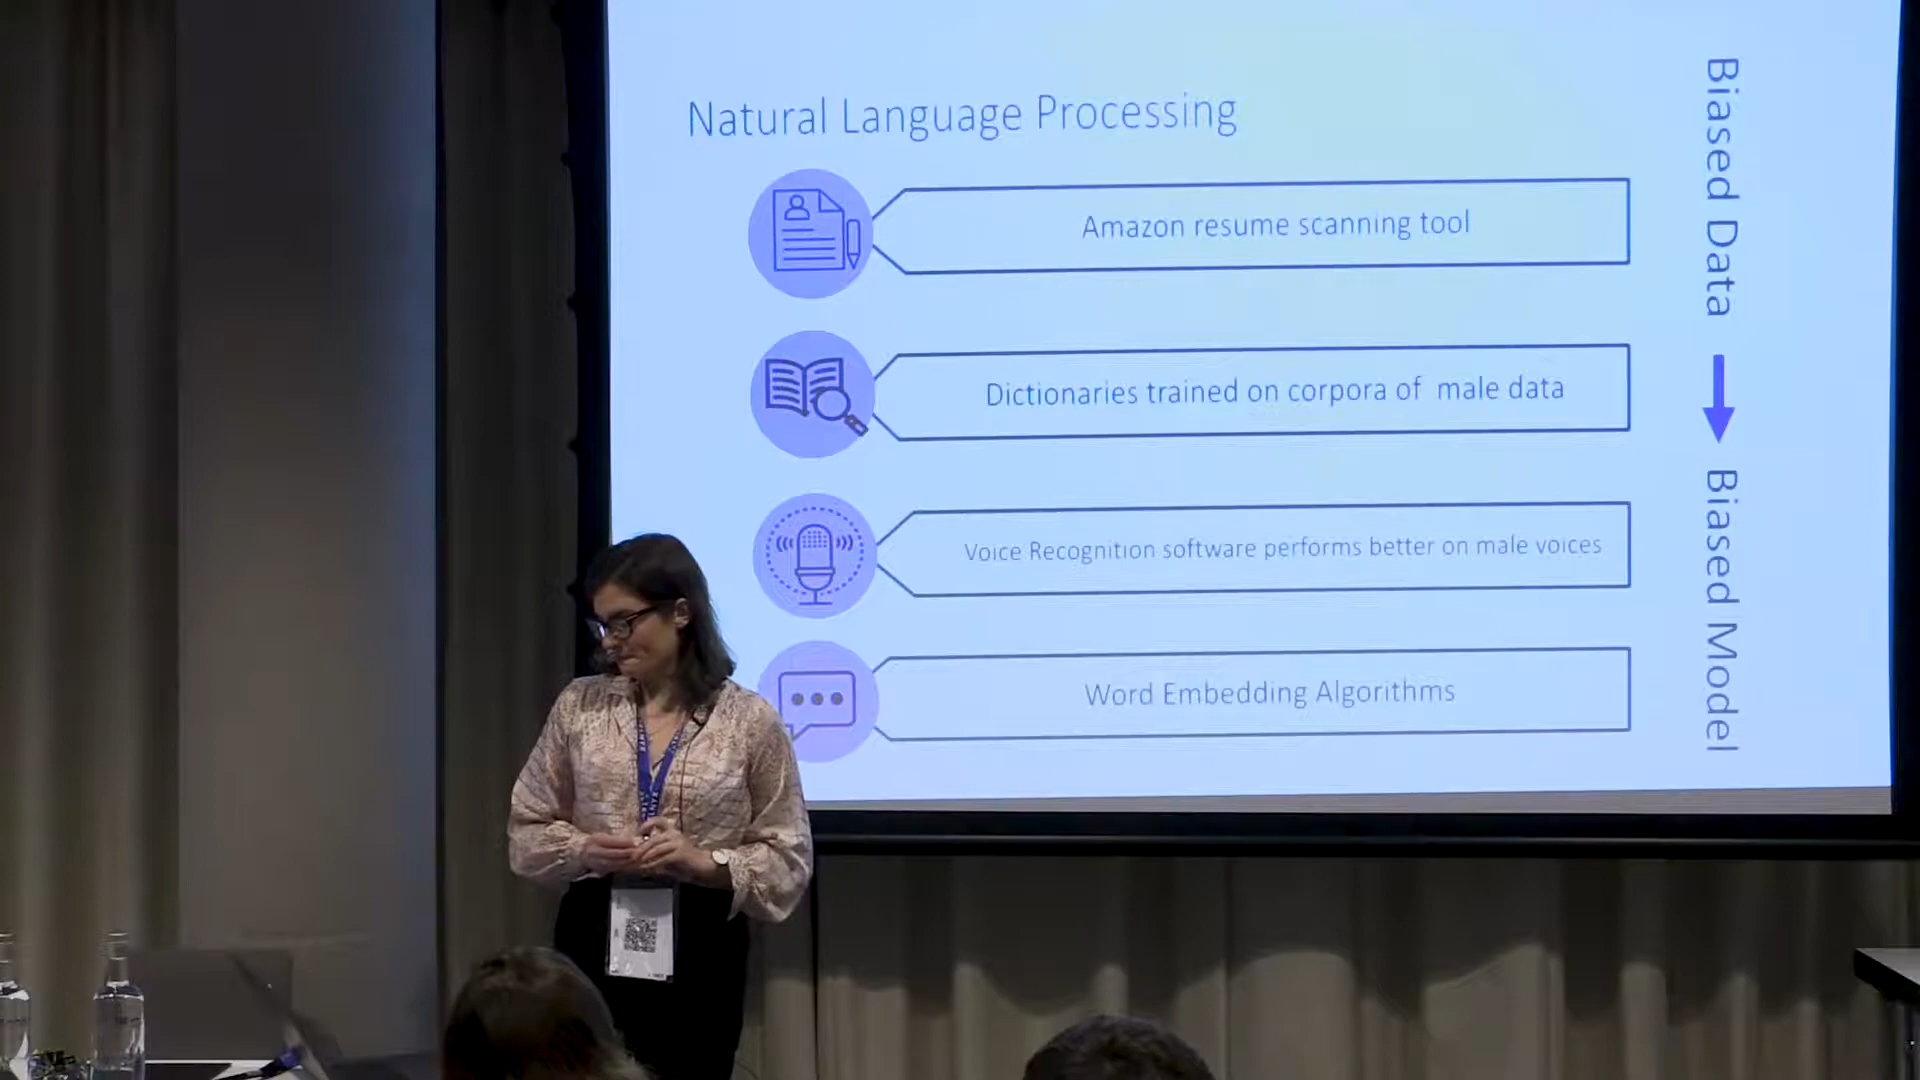 Natural Language Processing
Amazon resume scanning tool
Dictionaries trained on corpora of male data
Voice Recognition software performs better on male voices
Word Embedding Algorithms
Biased Data
Biased Model